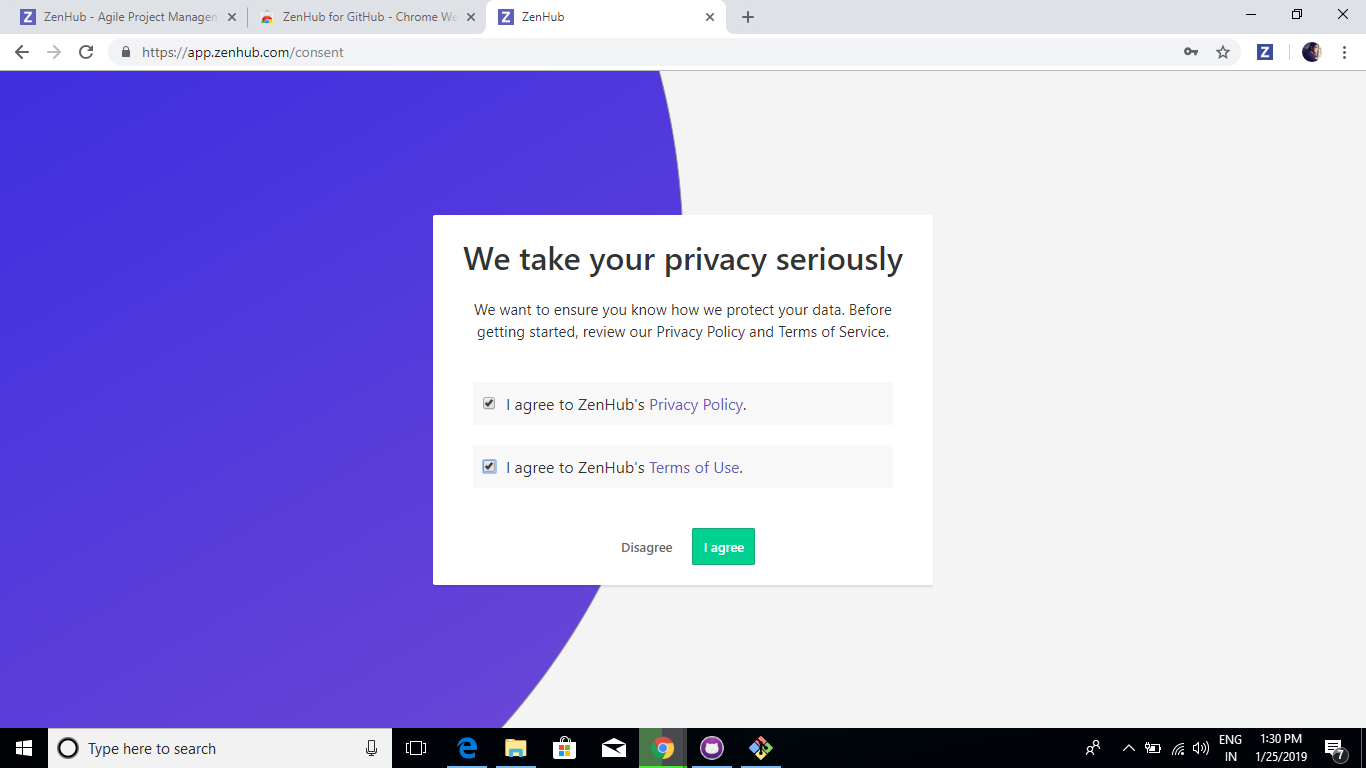 ZenHub - Agile Project Managem
ZenHub for GitHub - Chrome We
ZenHub
https://app.zenhub.com/consent
We take your privacy seriously
We want to ensure you know how we protect your data. Before
getting started, review our Privacy Policy and Terms of Service.
I agree to ZenHub's Privacy Policy.
I agree to ZenHub's Terms of Use.
Disagree
I agree
Type here to search
ENG
IN
1:30 PM
1/25/2019
7